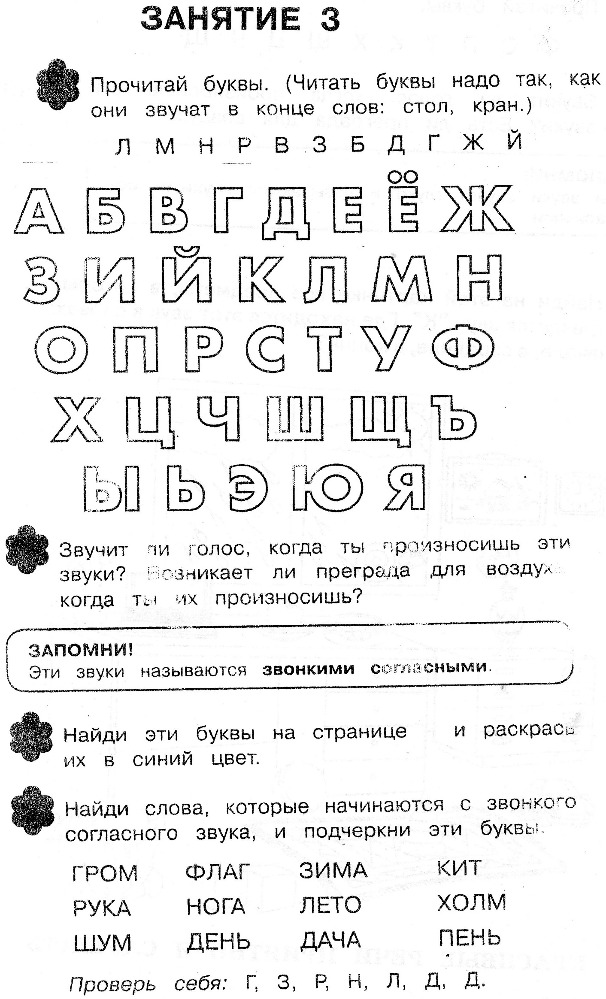 ЗАНЯТИЕ 3
Прочитай буквы. (Читать буквы надо так, как
они звучат в конце слов: стол, кран.)
Л М Н Р В З Б Д Г Ж Й
А Б В Г Д Е Ё Ж
З И Й К Л М Н
О П Р С Т У Ф
Х Ц Ч Ш Щ Ъ
Ы Ь Э Ю Я
Звучит ли голос, когда ты произносишь эти
звуки? Возникает ли преграда для воздуха
когда ты их произносишь?
ЗАПОМНИ!
Эти звуки называются звонкими согласными.
Найди эти буквы на странице и раскрась
их в синий цвет.
Найди слова, которые начинаются с звонкого
согласного звука, и подчеркни эти буквы.
ГРОМ ФЛАГ ЗИМА КИТ
РУКА НОГА ЛЕТО ХОЛМ
ШУМ ДЕНЬ ДАЧА ПЕНЬ
Проверь себя: Г, З, Р, Н, Л, Д, Д.